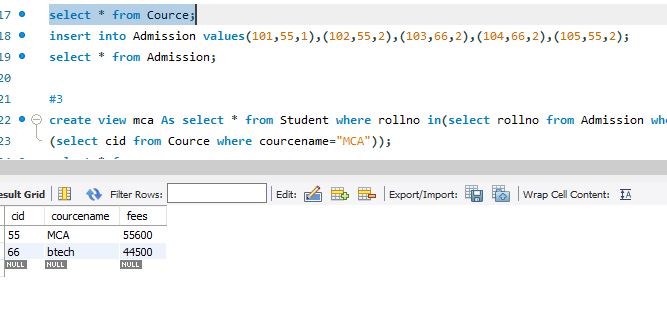 17 select * from Cource;
18 insert into Admission values(101,55,1),(102,55,2),(103,66,2),(104,66,2),(105,55,2);
19 select * from Admission;
20
21 #3
22 create view mca As select * from Student where rollno in(select rollno from Admission whe
23 (select cid from Cource where courcename="MCA"));
Result Grid Filter Rows: Edit: Export/Import: Wrap Cell Content: IA
cid courcename fees
55 MCA 55600
66 btech 44500
NULL NULL NULL